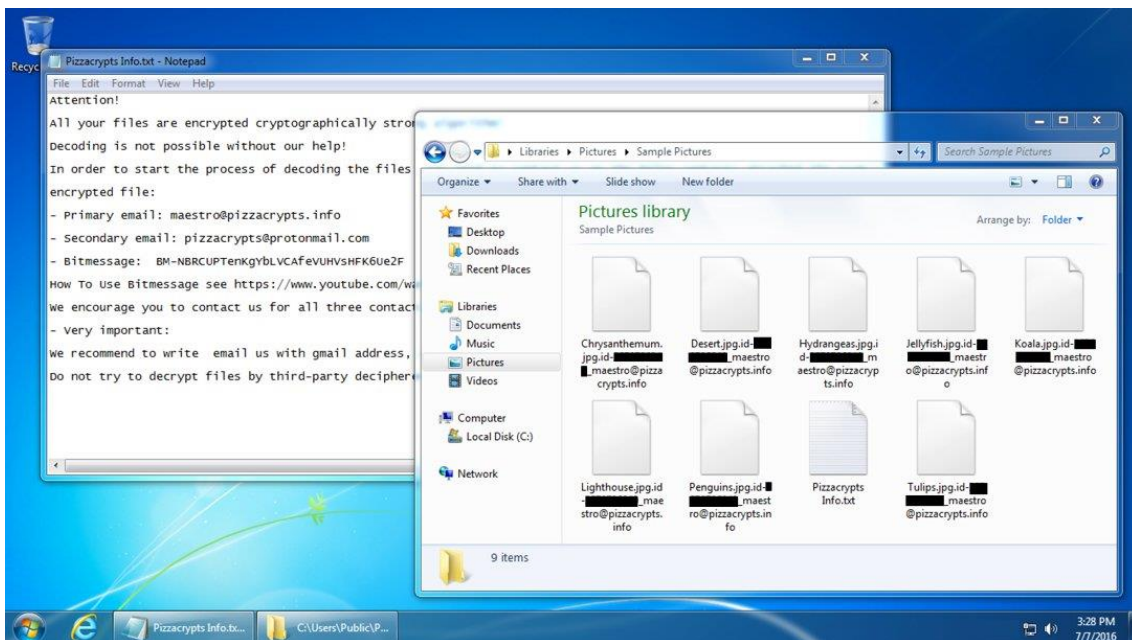 Recyc
Pizzacrypts Info.txt - Notepad
File Edit Format View Help
Attention!
All your files are encrypted cryptographically strong algorithm
Decoding is not possible without our help!
In order to start the process of decoding the files
encrypted file:
- Primary email: maestro@pizzacrypts.info
- Secondary email: pizzacrypts@protonmail.com
- Bitmessage: BM-NBRCUPTenKgYbLVCAfeVUHVsHFK6Ue2F
How To Use Bitmessage see https://www.youtube.com/wa
We encourage you to contact us for all three contact
- Very important:
We recommend to write email us with gmail address,
Do not try to decrypt files by third-party decipher
Libraries Pictures Sample Pictures
Search Sample Pictures
Organize Share with Slide show New folder
Favorites
Desktop
Downloads
Recent Places
Libraries
Documents
Music
Pictures
Videos
Computer
Local Disk (C:)
Network
Pictures library
Sample Pictures
Arrange by: Folder
Chrysanthemum.
jpg.id-
_maestro@pizza
crypts.info
Desert.jpg.id-
_maestro
@pizzacrypts.info
Hydrangeas.jpg.i
d- _m
aestro@pizzacryp
ts.info
Jellyfish.jpg.id-
_maestr
o@pizzacrypts.inf
o
Koala.jpg.id-
_maestro
@pizzacrypts.info
Lighthouse.jpg.id
- _mae
stro@pizzacrypts.
info
Penguins.jpg.id-
_maest
ro@pizzacrypts.in
fo
Pizzacrypts
Info.txt
Tulips.jpg.id-
_maestro
@pizzacrypts.info
9 items
Pizzacrypts Info.tx...
C:\Users\Public\P...
3:28 PM
7/7/2016